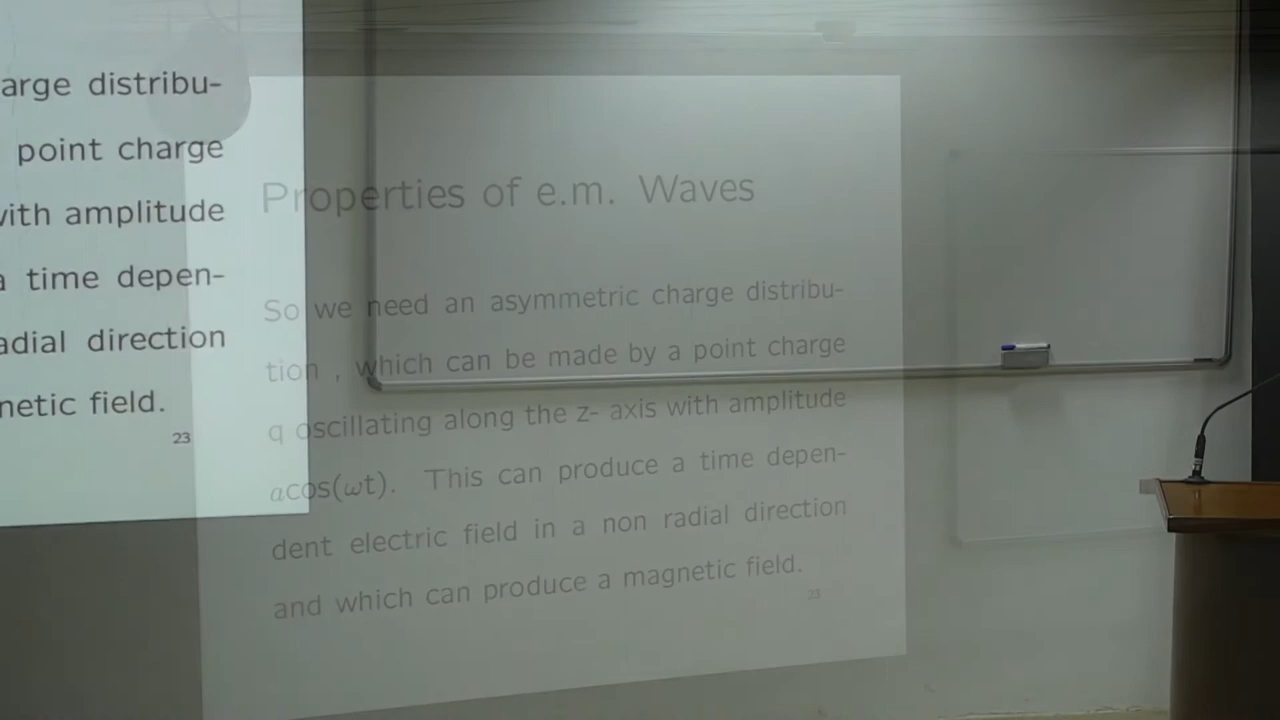 arge distribu-
point charge
with amplitude
a time depen-
adial direction
netic field.
23
Properties of e.m. Waves
So we need an asymmetric charge distribu-
tion , which can be made by a point charge
q oscillating along the z- axis with amplitude
acos(ωt). This can produce a time depen-
dent electric field in a non radial direction
and which can produce a magnetic field.
23